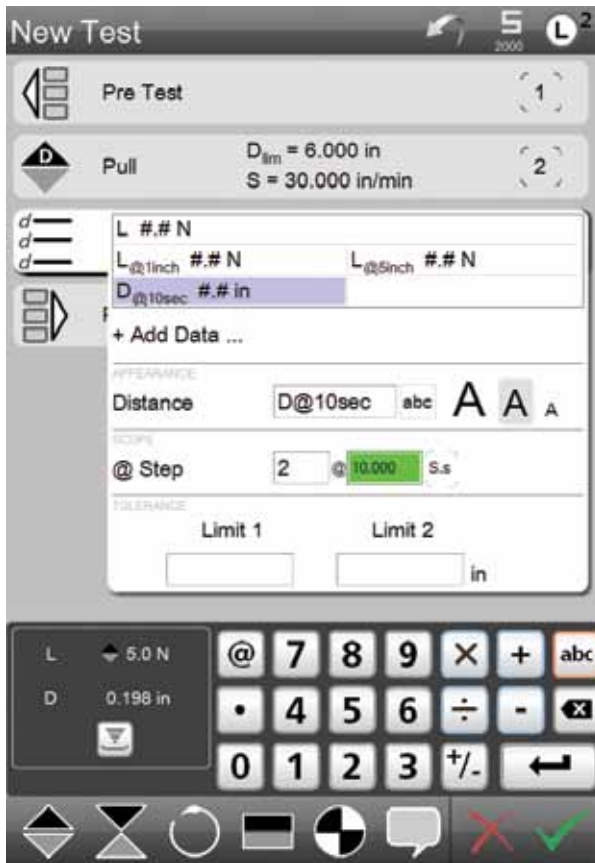 New Test
S
2000
L 2
Pre Test
1
D
Pull
Dlim = 6.000 in
S = 30.000 in/min
2
d
d
d
L #.# N
L@1inch #.# N
L@5inch #.# N
D@10sec #.# in
+ Add Data ...
APPEARANCE
Distance
D@10sec
abc
A A A
SCOPE
@ Step
2
@
10.000
S.s
TOLERANCE
Limit 1
Limit 2
in
L 5.0 N
D 0.198 in
@ 7 8 9 × + abc
. 4 5 6 ÷ -
0 1 2 3 +/-